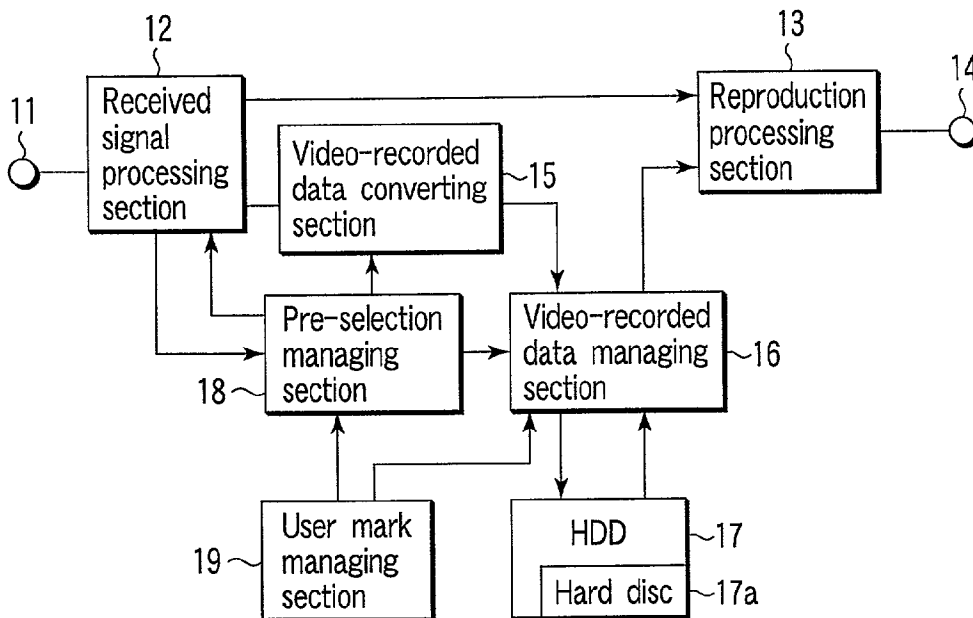 12
13
14
11
Received
signal
processing
section
Reproduction
processing
section
Video-recorded
data converting
section
15
Pre-selection
managing
section
18
Video-recorded
data managing
section
16
User mark
managing
section
19
HDD
17
Hard disc
17a